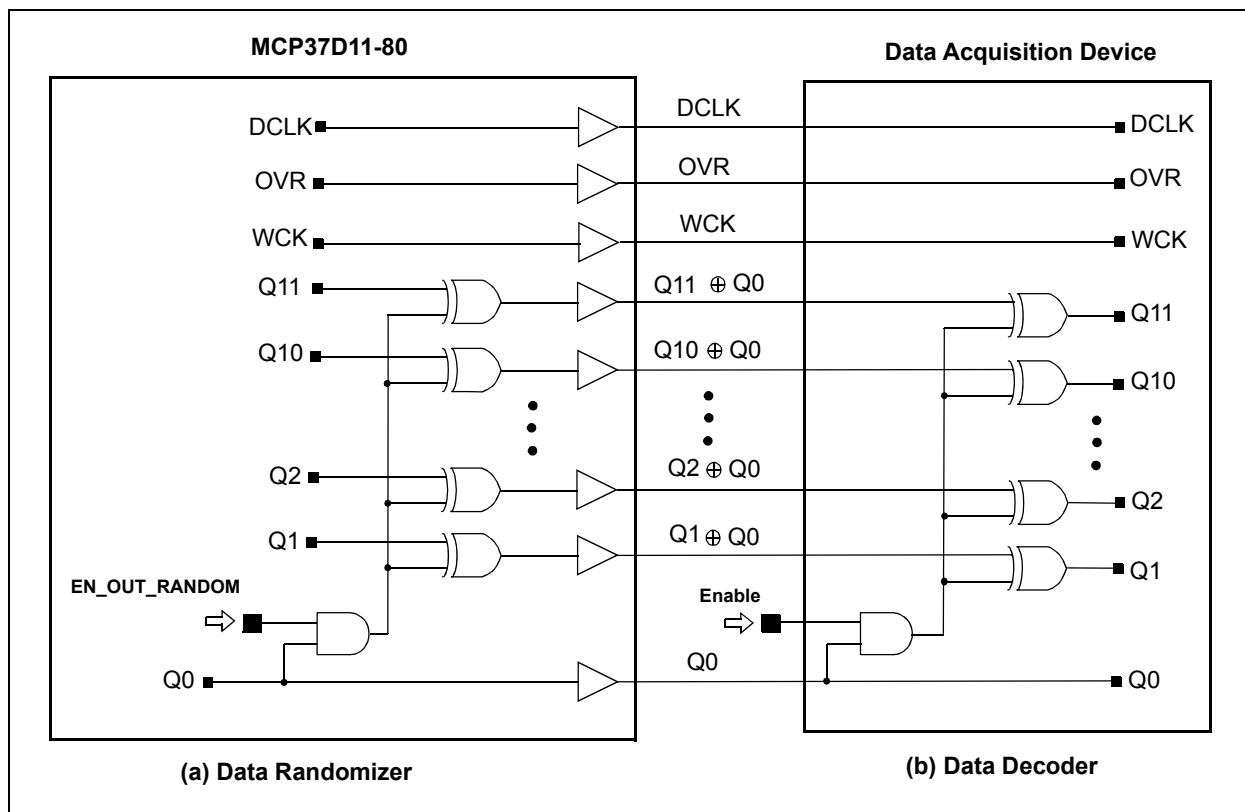 MCP37D11-80
Data Acquisition Device
DCLK
DCLK
DCLK
OVR
OVR
OVR
WCK
WCK
WCK
Q11
Q11 ⊕ Q0
Q11
Q10
Q10 ⊕ Q0
Q10
Q2
Q2 ⊕ Q0
Q2
Q1
Q1 ⊕ Q0
Q1
EN_OUT_RANDOM
Enable
Q0
Q0
Q0
(a) Data Randomizer
(b) Data Decoder